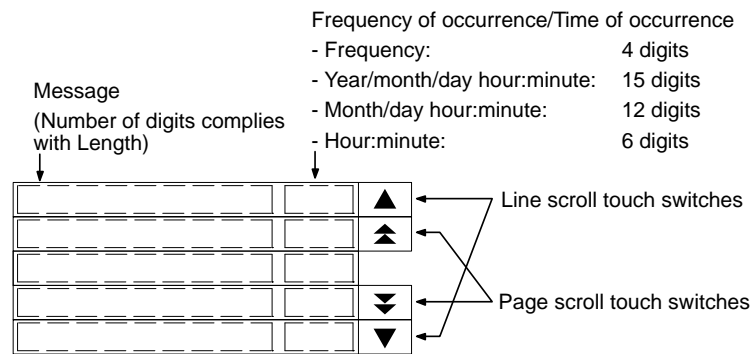 Frequency of occurrence/Time of occurrence
- Frequency: 4 digits
- Year/month/day hour:minute: 15 digits
- Month/day hour:minute: 12 digits
- Hour:minute: 6 digits
Message
(Number of digits complies
with Length)
Line scroll touch switches
Page scroll touch switches